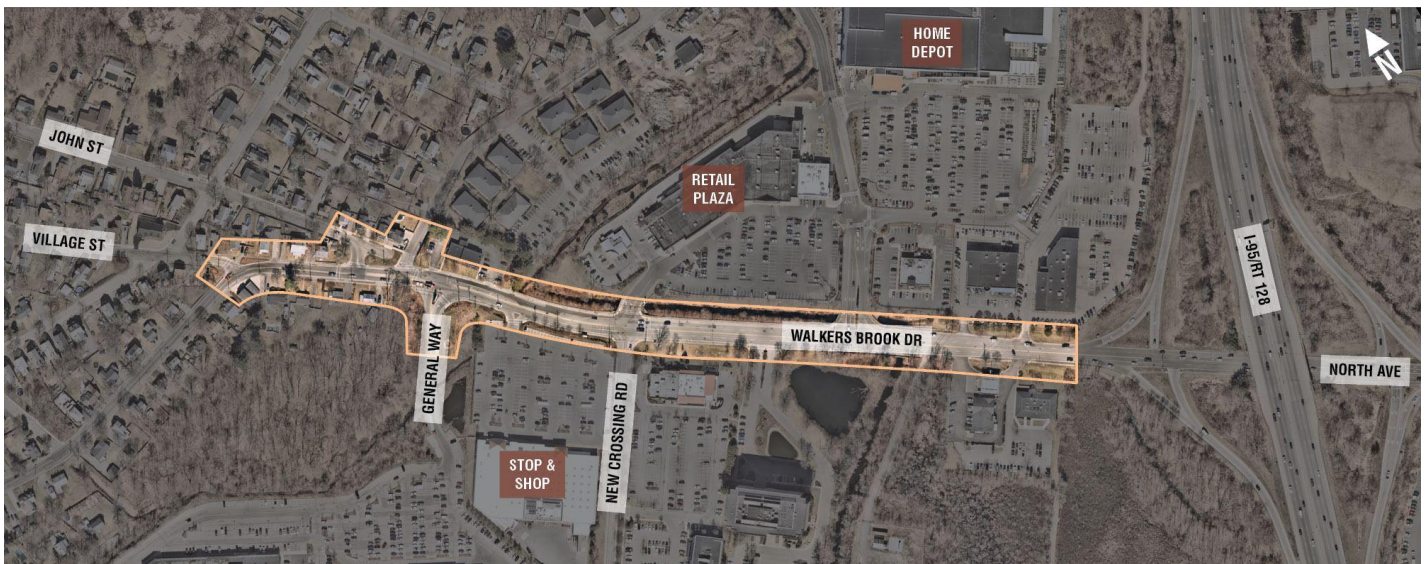 HOME
DEPOT
N
JOHN ST
RETAIL
PLAZA
VILLAGE ST
I-95/RT 128
WALKERS BROOK DR
GENERAL WAY
NORTH AVE
NEW CROSSING RD
STOP &
SHOP